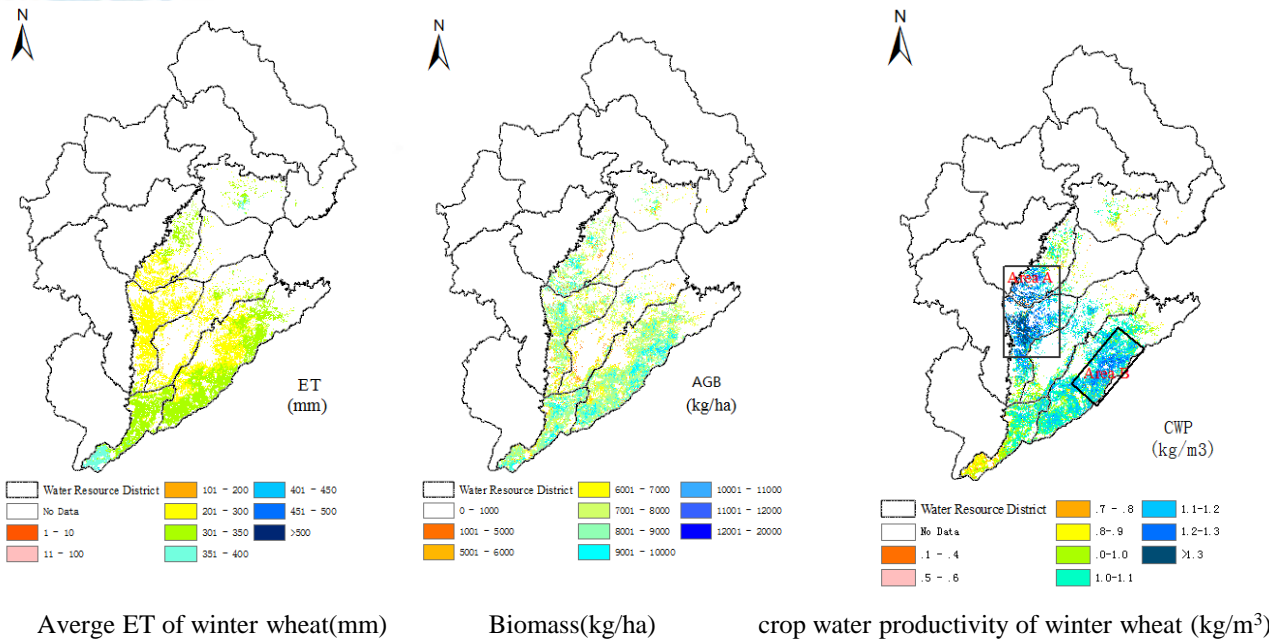 N
ET
(mm)
Water Resource District
No Data
1 - 10
11 - 100
101 - 200
201 - 300
301 - 350
351 - 400
401 - 450
451 - 500
>500
Averge ET of winter wheat(mm)
N
AGB
(kg/ha)
Water Resource District
0 - 1000
1001 - 5000
5001 - 6000
6001 - 7000
7001 - 8000
8001 - 9000
9001 - 10000
10001 - 11000
11001 - 12000
12001 - 20000
Biomass(kg/ha)
N
Area A
Area B
CWP
(kg/m3)
Water Resource District
No Data
.1 - .4
.5 - .6
.7 - .8
.8-.9
.0-1.0
1.0-1.1
1.1-1.2
1.2-1.3
>1.3
crop water productivity of winter wheat (kg/m³)